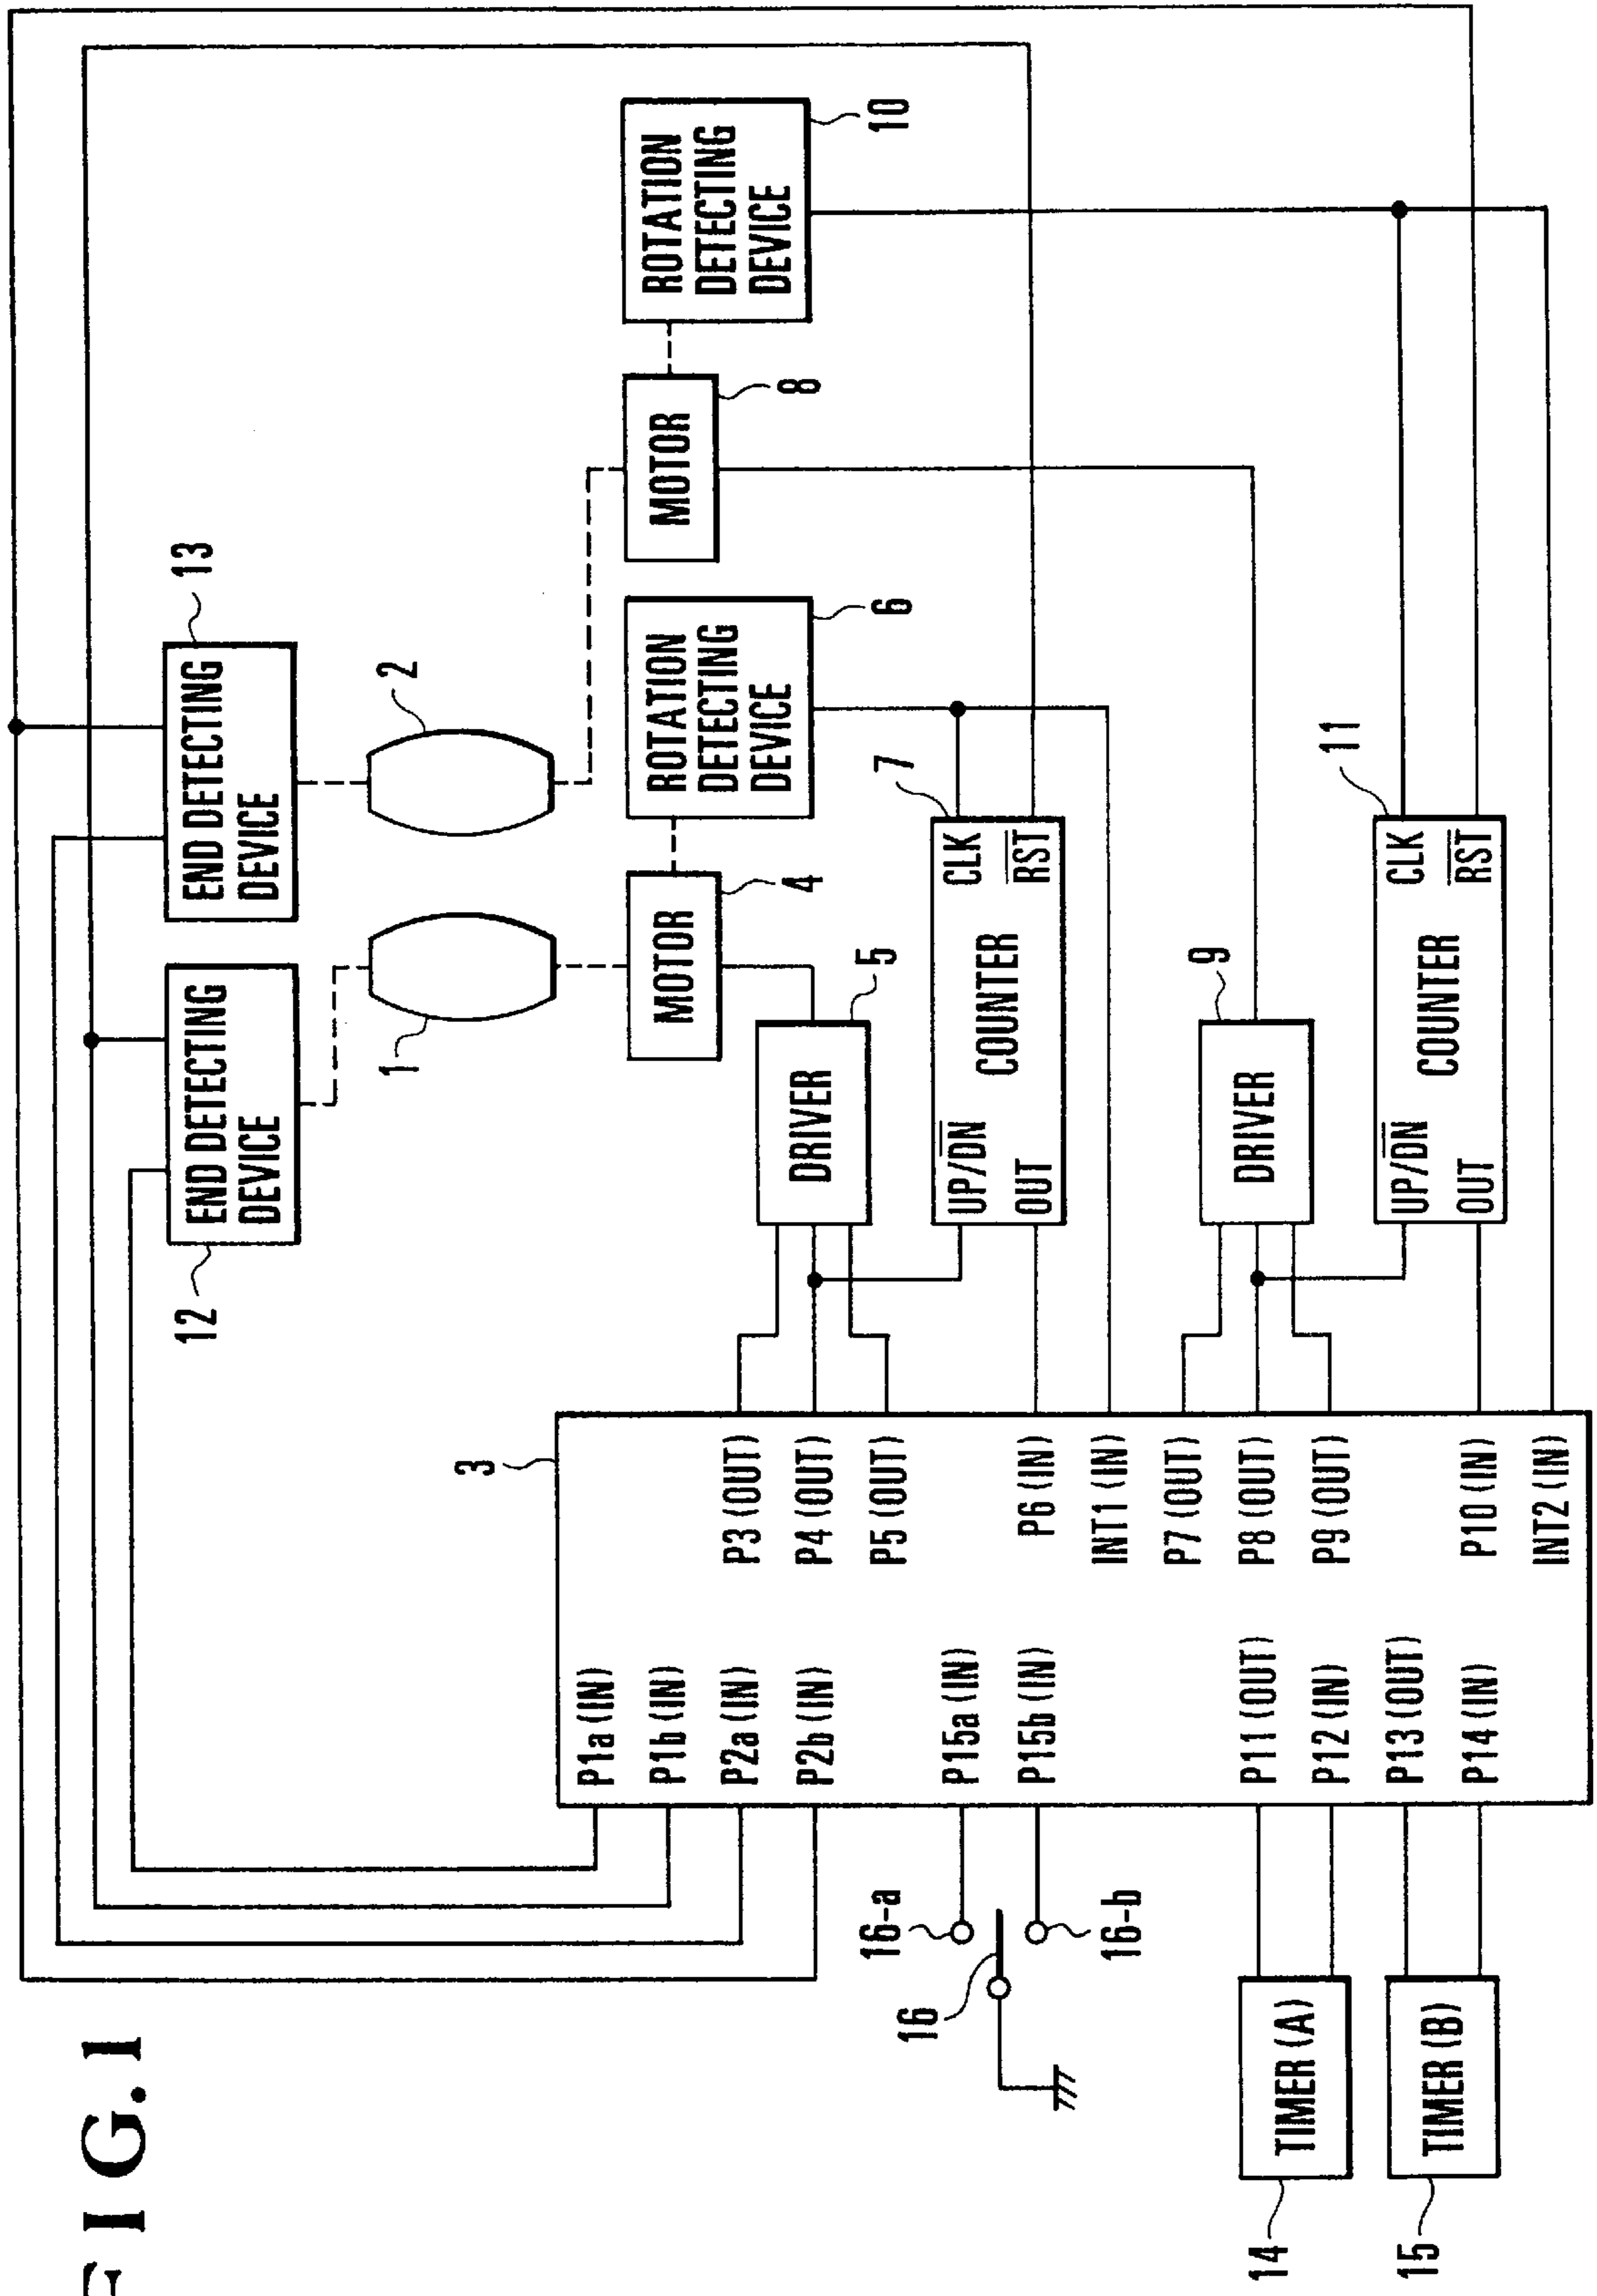 FIG.1
12
END DETECTING
DEVICE
13
END DETECTING
DEVICE
1
2
3
P1a (IN)
P1b (IN)
P2a (IN)
P2b (IN)
P15a (IN)
P15b (IN)
P11 (OUT)
P12 (IN)
P13 (OUT)
P14 (IN)
P3 (OUT)
P4 (OUT)
P5 (OUT)
P6 (IN)
INT1 (IN)
P7 (OUT)
P8 (OUT)
P9 (OUT)
P10 (IN)
INT2 (IN)
MOTOR
4
ROTATION
DETECTING
DEVICE
6
MOTOR
8
ROTATION
DETECTING
DEVICE
10
DRIVER
5
7
UP/D̅N̅
CLK
COUNTER
OUT
R̅S̅T̅
DRIVER
9
11
UP/D̅N̅
CLK
COUNTER
OUT
R̅S̅T̅
16-a
16
16-b
TIMER (A)
14
TIMER (B)
15